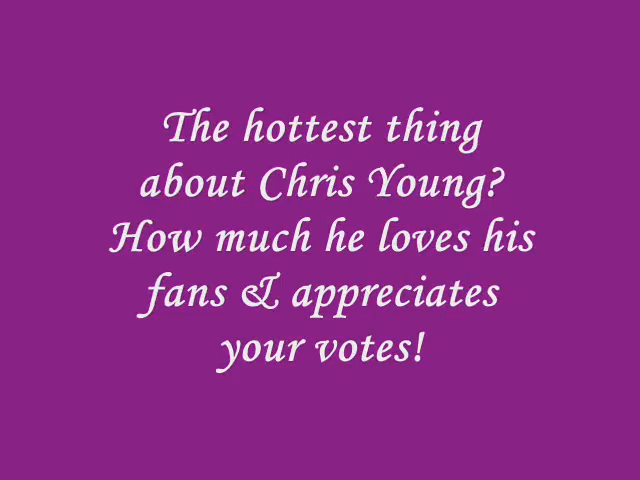 The hottest thing
about Chris Young?
How much he loves his
fans & appreciates
your votes!